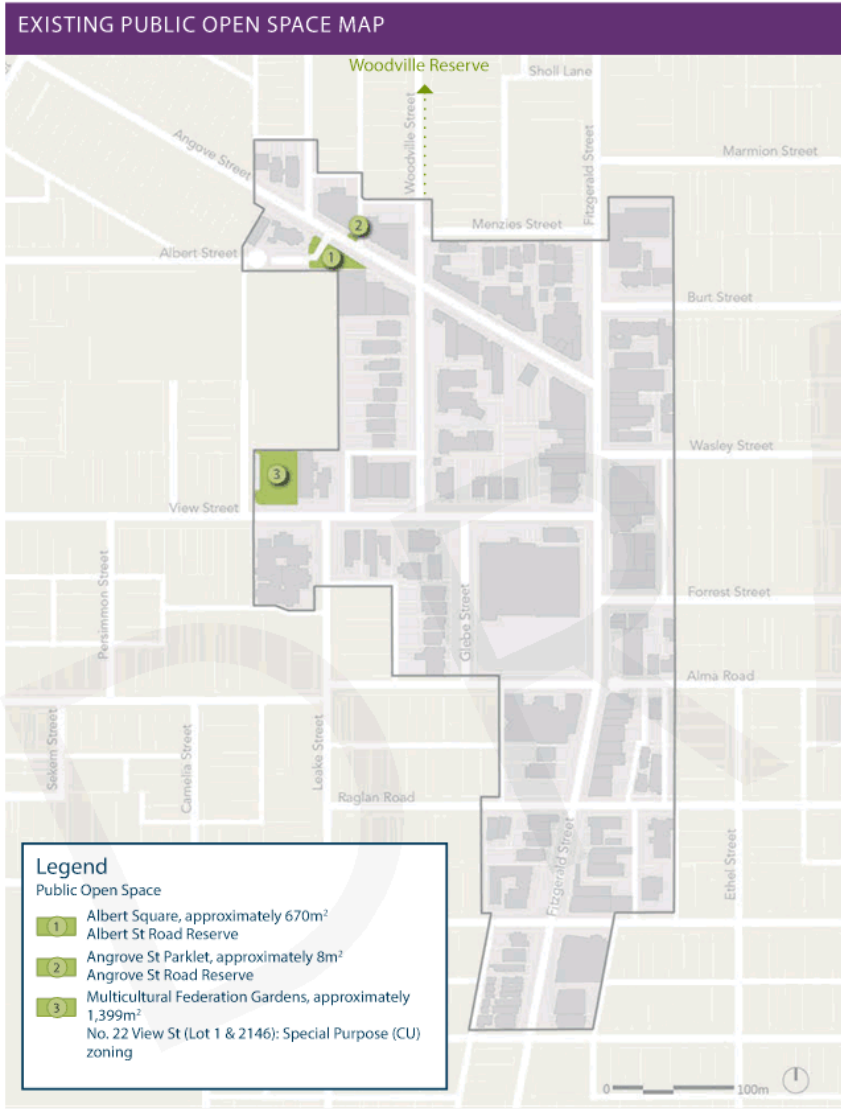 EXISTING PUBLIC OPEN SPACE MAP
Woodville Reserve
Sholl Lane
Woodville Street
Fitzgerald Street
Angove Street
Marmion Street
Menzies Street
2
Albert Street
1
Burt Street
Wasley Street
3
View Street
Persimmon Street
Glebe Street
Forrest Street
Alma Road
Sekem Street
Camelia Street
Leake Street
Raglan Road
Fitzgerald Street
Ethel Street
Legend
Public Open Space
1 Albert Square, approximately 670m²
Albert St Road Reserve
2 Angrove St Parklet, approximately 8m²
Angrove St Road Reserve
3 Multicultural Federation Gardens, approximately
1,399m²
No. 22 View St (Lot 1 & 2146): Special Purpose (CU)
zoning
0 100m